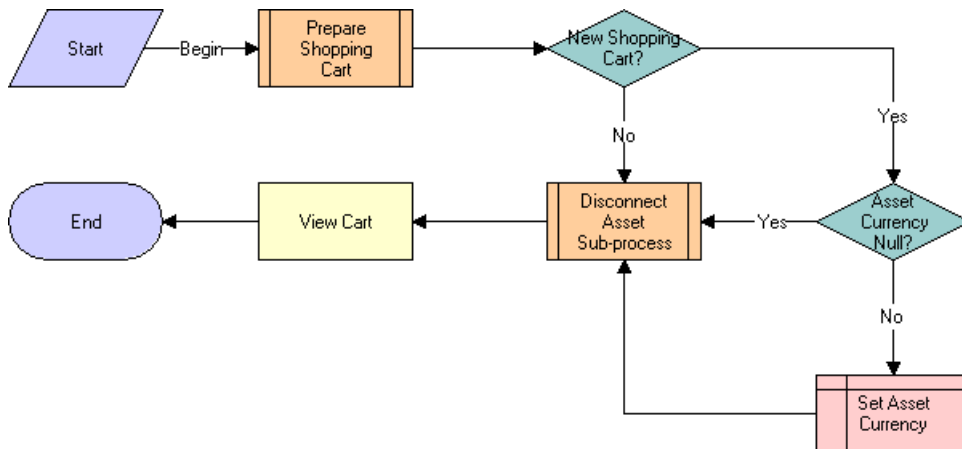 Start
Begin
Prepare
Shopping
Cart
New Shopping
Cart?
Yes
No
End
View Cart
Disconnect
Asset
Sub-process
Yes
Asset
Currency
Null?
No
Set Asset
Currency